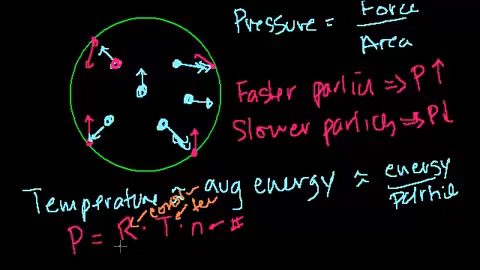 Pressure = Force / Area
Faster particles => P↑
Slower particles => P↓
Temperature ≈ avg energy ≈ energy / particle
P = R · T · n ← #